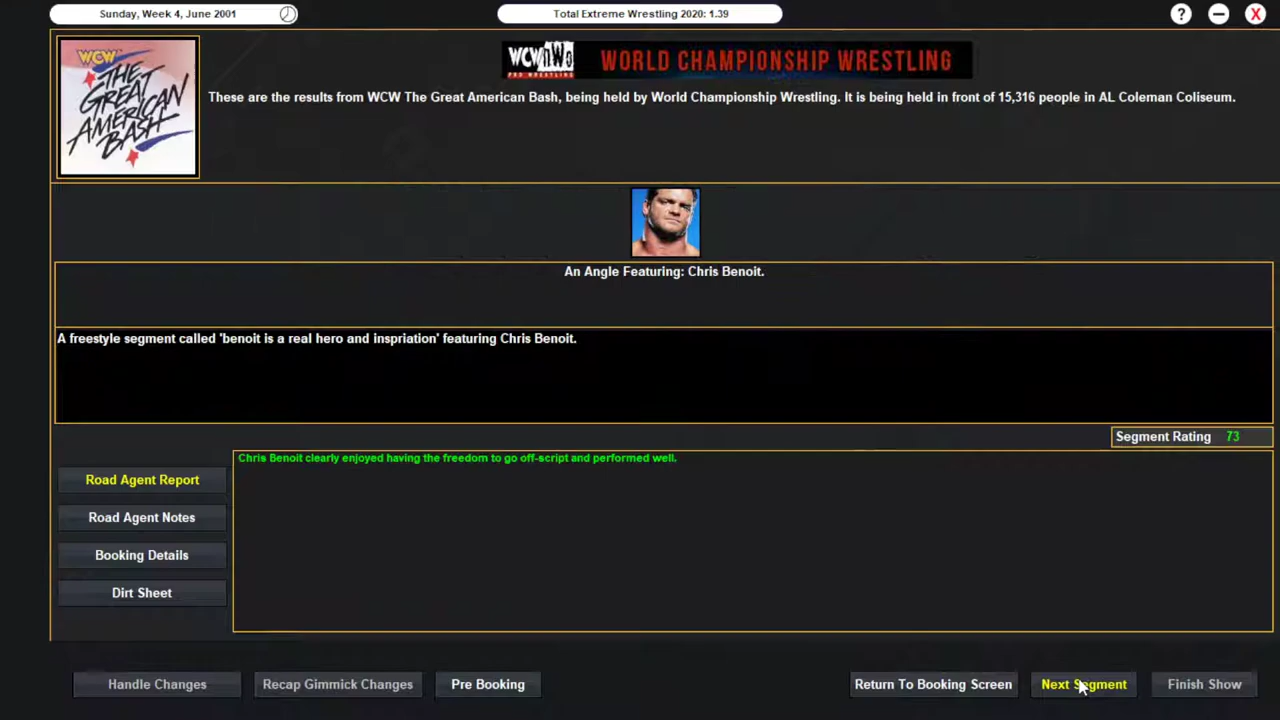 Sunday, Week 4, June 2001
Total Extreme Wrestling 2020: 1.39
?
X
WCW
THE
GREAT
AMERICAN
BASH
WCW
PRO WRESTLING
WORLD CHAMPIONSHIP WRESTLING
These are the results from WCW The Great American Bash, being held by World Championship Wrestling. It is being held in front of 15,316 people in AL Coleman Coliseum.
An Angle Featuring: Chris Benoit.
A freestyle segment called 'benoit is a real hero and inspriation' featuring Chris Benoit.
Segment Rating 73
Chris Benoit clearly enjoyed having the freedom to go off-script and performed well.
Road Agent Report
Road Agent Notes
Booking Details
Dirt Sheet
Handle Changes
Recap Gimmick Changes
Pre Booking
Return To Booking Screen
Next Segment
Finish Show